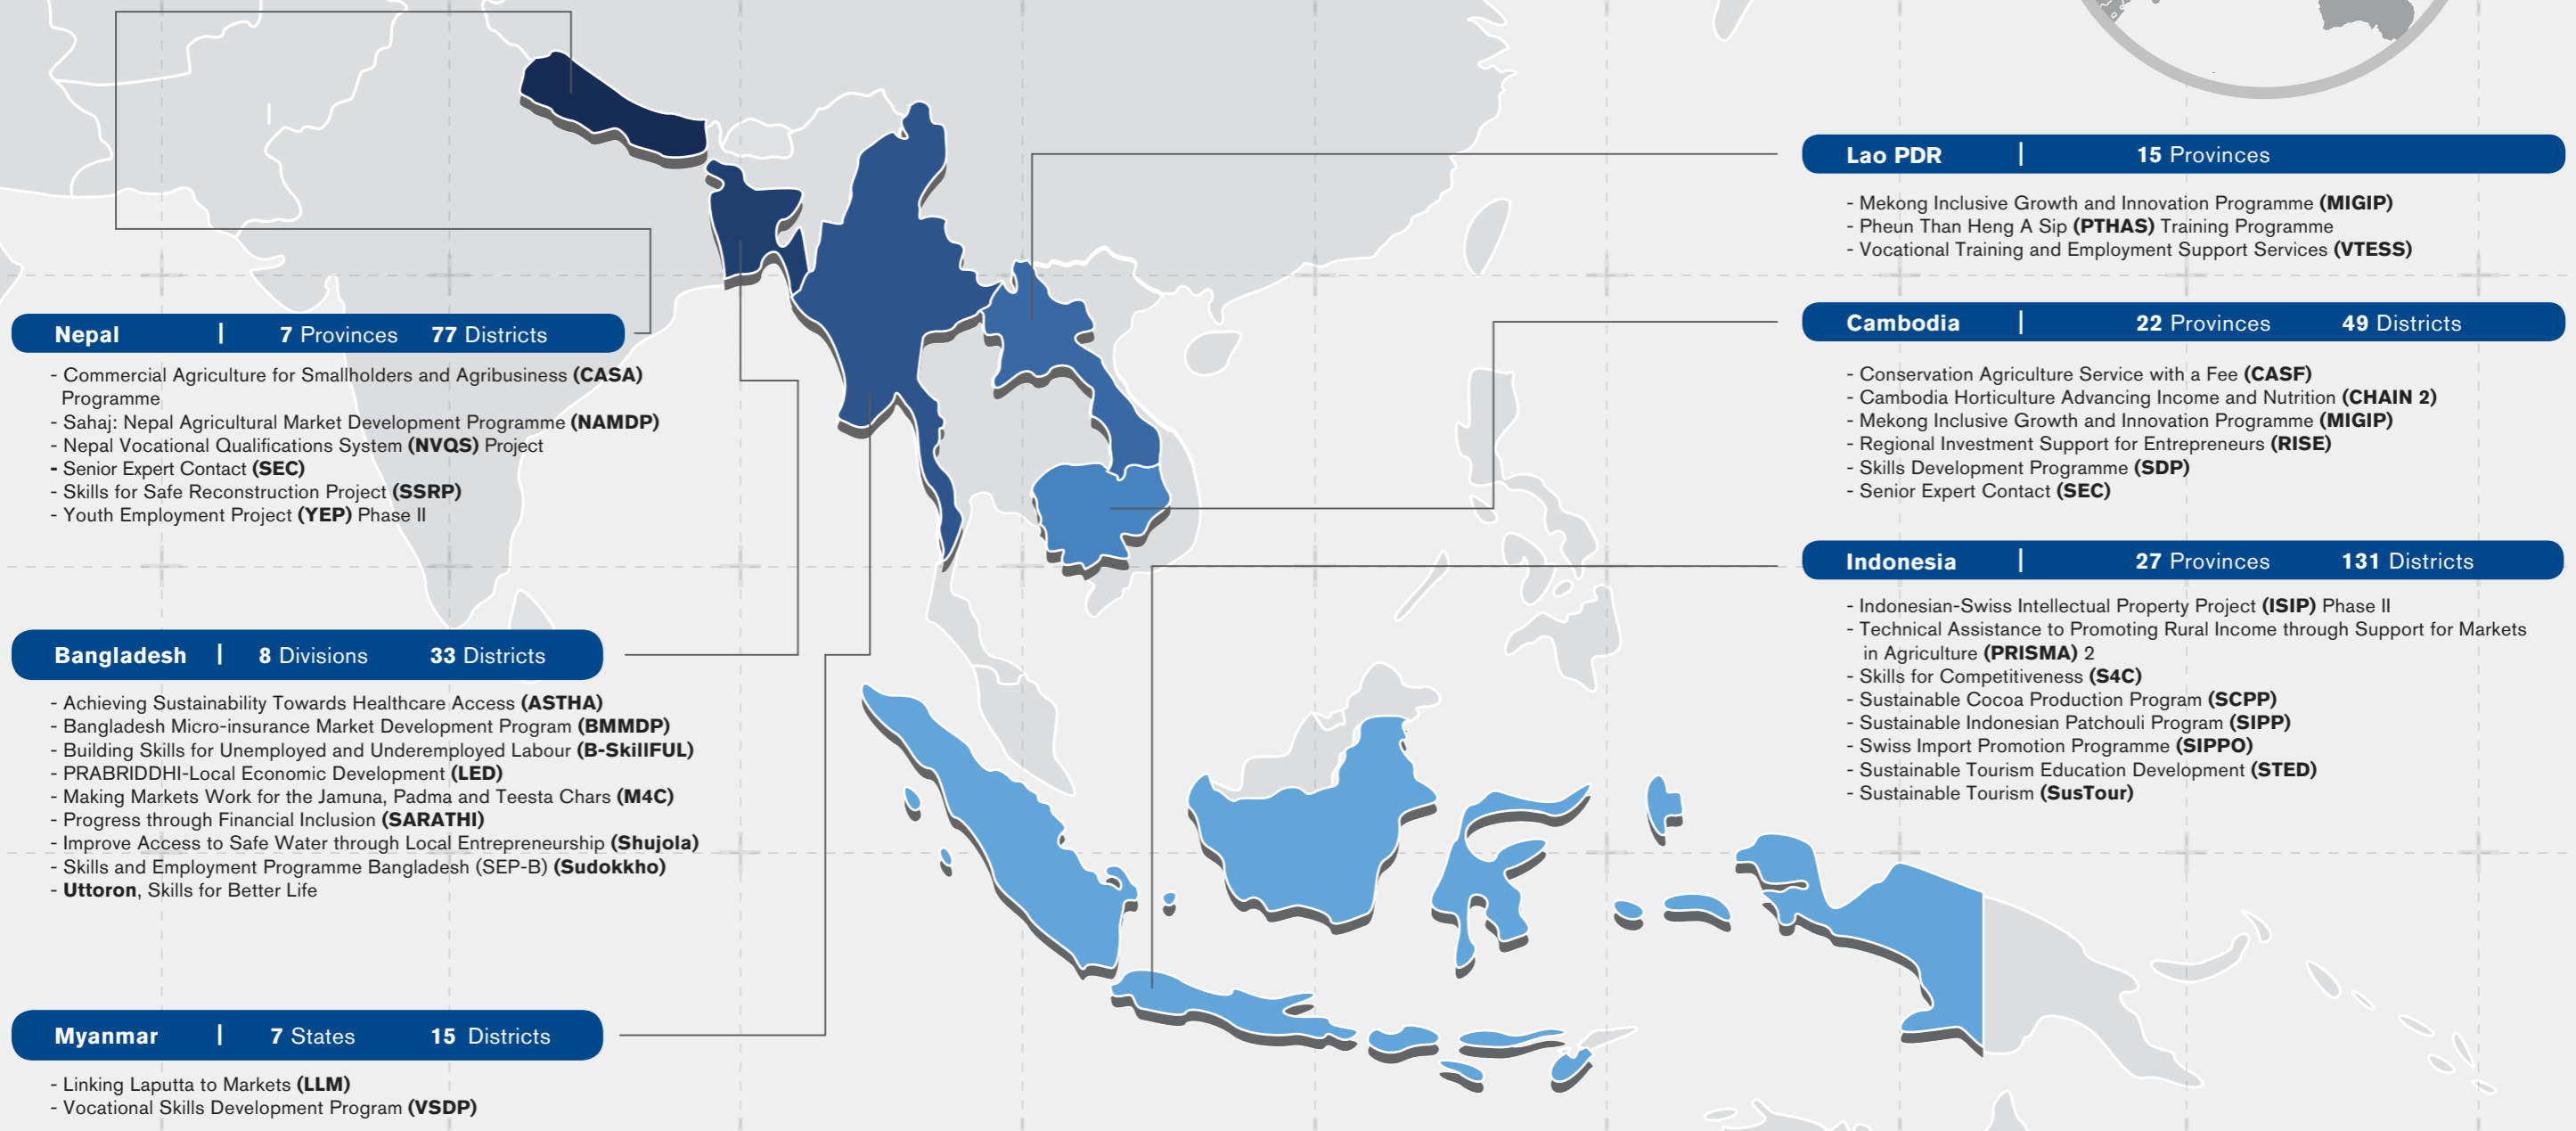 Nepal | 7 Provinces 77 Districts
- Commercial Agriculture for Smallholders and Agribusiness (CASA)
Programme
- Sahaj: Nepal Agricultural Market Development Programme (NAMDP)
- Nepal Vocational Qualifications System (NVQS) Project
- Senior Expert Contact (SEC)
- Skills for Safe Reconstruction Project (SSRP)
- Youth Employment Project (YEP) Phase II
Bangladesh | 8 Divisions 33 Districts
- Achieving Sustainability Towards Healthcare Access (ASTHA)
- Bangladesh Micro-insurance Market Development Program (BMMDP)
- Building Skills for Unemployed and Underemployed Labour (B-SkillFUL)
- PRABRIDDHI-Local Economic Development (LED)
- Making Markets Work for the Jamuna, Padma and Teesta Chars (M4C)
- Progress through Financial Inclusion (SARATHI)
- Improve Access to Safe Water through Local Entrepreneurship (Shujola)
- Skills and Employment Programme Bangladesh (SEP-B) (Sudokkho)
- Uttoron, Skills for Better Life
Myanmar | 7 States 15 Districts
- Linking Laputta to Markets (LLM)
- Vocational Skills Development Program (VSDP)
Lao PDR | 15 Provinces
- Mekong Inclusive Growth and Innovation Programme (MIGIP)
- Pheun Than Heng A Sip (PTHAS) Training Programme
- Vocational Training and Employment Support Services (VTESS)
Cambodia | 22 Provinces 49 Districts
- Conservation Agriculture Service with a Fee (CASF)
- Cambodia Horticulture Advancing Income and Nutrition (CHAIN 2)
- Mekong Inclusive Growth and Innovation Programme (MIGIP)
- Regional Investment Support for Entrepreneurs (RISE)
- Skills Development Programme (SDP)
- Senior Expert Contact (SEC)
Indonesia | 27 Provinces 131 Districts
- Indonesian-Swiss Intellectual Property Project (ISIP) Phase II
- Technical Assistance to Promoting Rural Income through Support for Markets
in Agriculture (PRISMA) 2
- Skills for Competitiveness (S4C)
- Sustainable Cocoa Production Program (SCPP)
- Sustainable Indonesian Patchouli Program (SIPP)
- Swiss Import Promotion Programme (SIPPO)
- Sustainable Tourism Education Development (STED)
- Sustainable Tourism (SusTour)